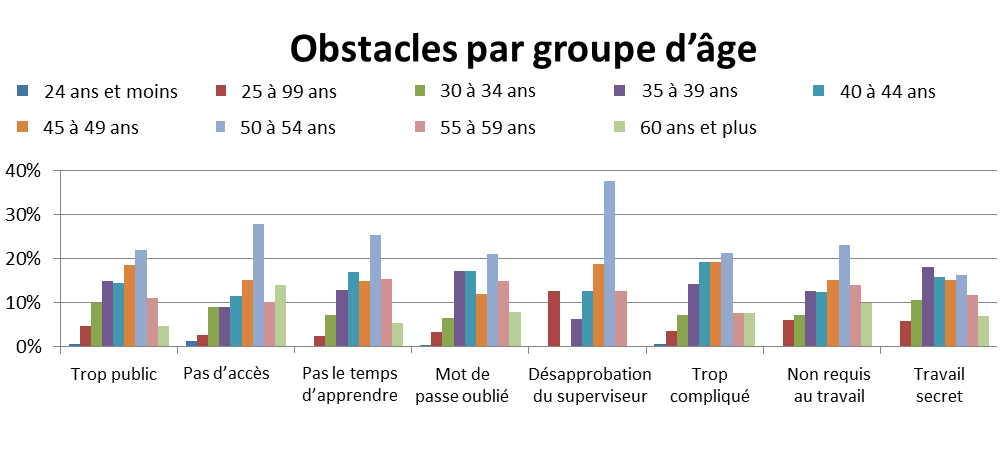 Obstacles par groupe d’âge
24 ans et moins
25 à 99 ans
30 à 34 ans
35 à 39 ans
40 à 44 ans
45 à 49 ans
50 à 54 ans
55 à 59 ans
60 ans et plus
40%
30%
20%
10%
0%
Trop public
Pas d’accès
Pas le temps
d’apprendre
Mot de
passe oublié
Désapprobation
du superviseur
Trop
compliqué
Non requis
au travail
Travail
secret